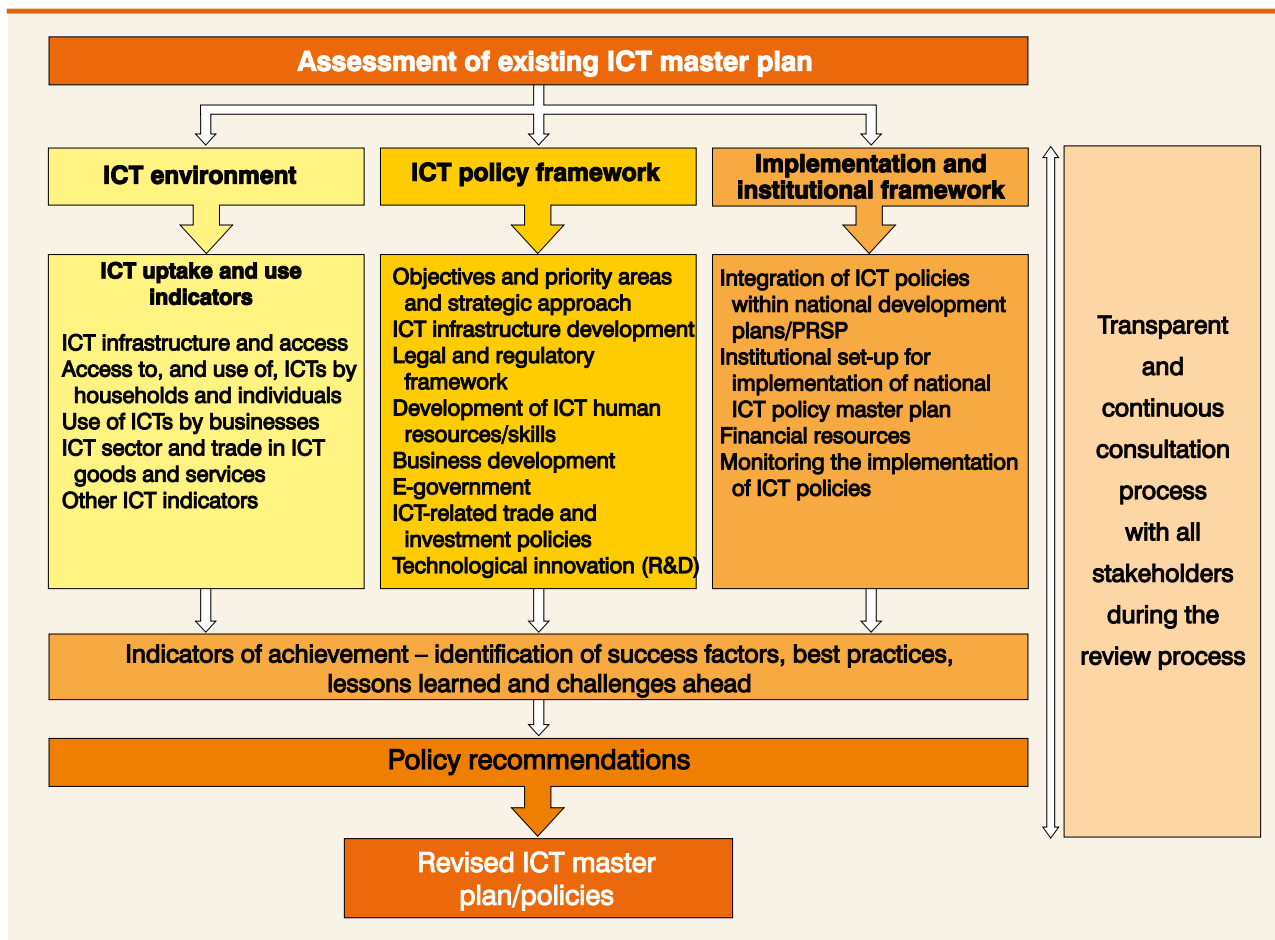 Assessment of existing ICT master plan
ICT environment
ICT uptake and use
indicators
ICT infrastructure and access
Access to, and use of, ICTs by
households and individuals
Use of ICTs by businesses
ICT sector and trade in ICT
goods and services
Other ICT indicators
ICT policy framework
Objectives and priority areas
and strategic approach
ICT infrastructure development
Legal and regulatory
framework
Development of ICT human
resources/skills
Business development
E-government
ICT-related trade and
investment policies
Technological innovation (R&D)
Implementation and
institutional framework
Integration of ICT policies
within national development
plans/PRSP
Institutional set-up for
implementation of national
ICT policy master plan
Financial resources
Monitoring the implementation
of ICT policies
Indicators of achievement – identification of success factors, best practices,
lessons learned and challenges ahead
Policy recommendations
Revised ICT master
plan/policies
Transparent
and
continuous
consultation
process
with all
stakeholders
during the
review process